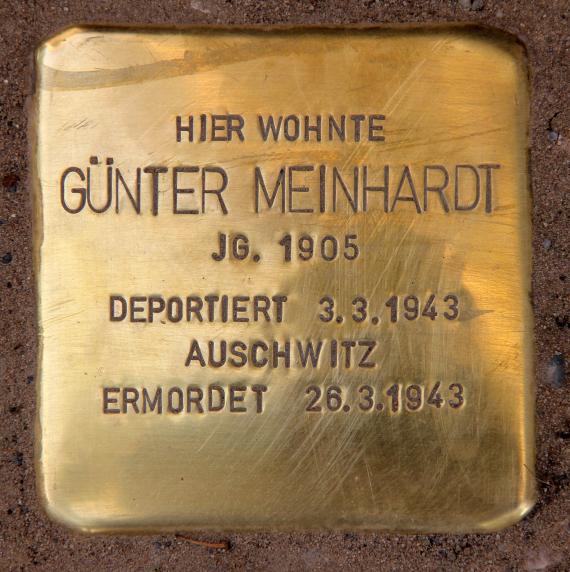 HIER WOHNTE
GÜNTER MEINHARDT
JG. 1905
DEPORTIERT 3.3.1943
AUSCHWITZ
ERMORDET 26.3.1943